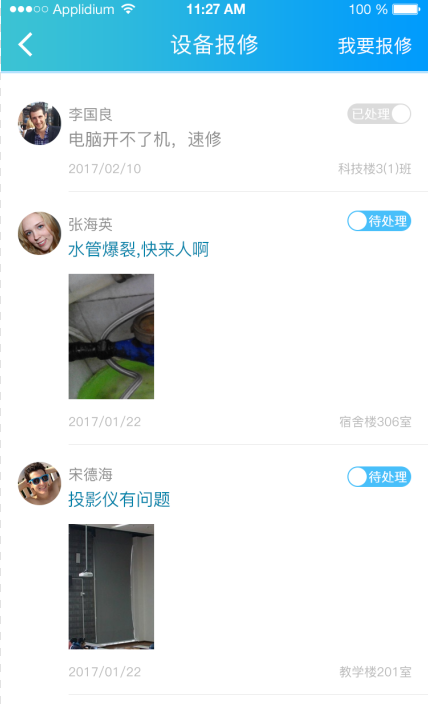 Applidium 11:27 AM 100 %
设备报修 我要报修
李国良 已处理
电脑开不了机，速修
2017/02/10 科技楼3(1)班
张海英 待处理
水管爆裂,快来人啊
2017/01/22 宿舍楼306室
宋德海 待处理
投影仪有问题
2017/01/22 教学楼201室